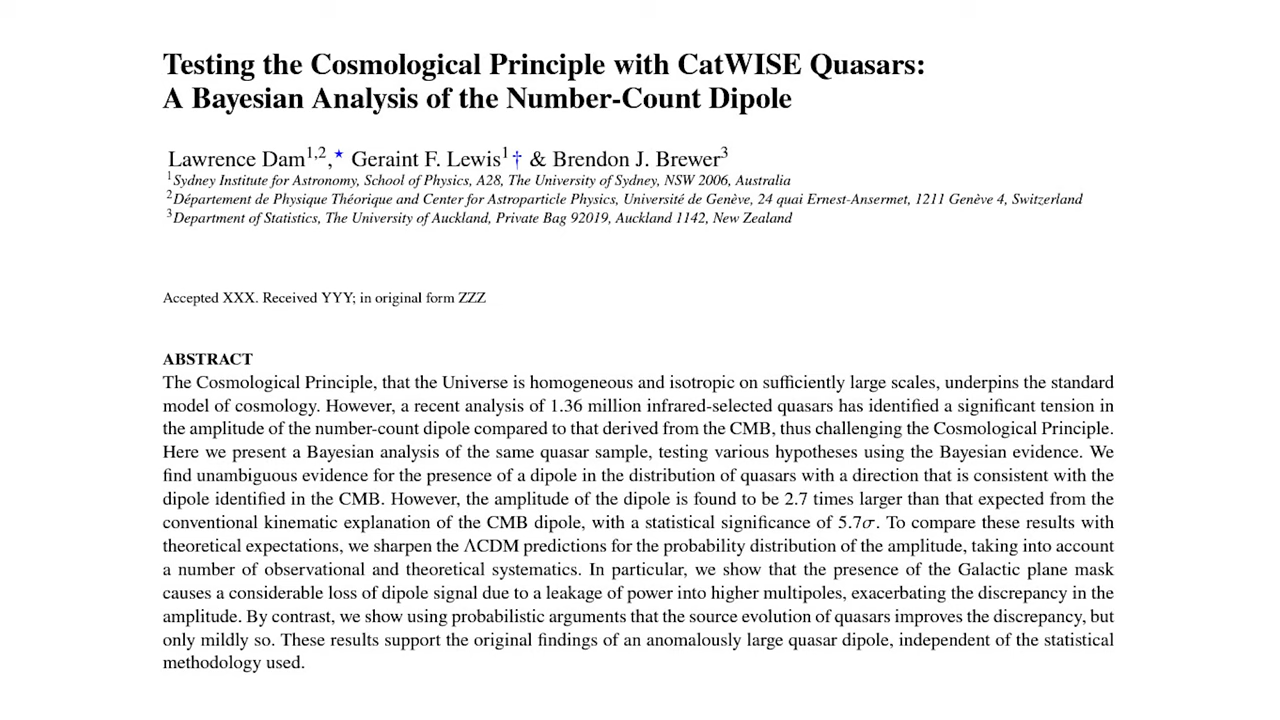 Testing the Cosmological Principle with CatWISE Quasars:
A Bayesian Analysis of the Number-Count Dipole
Lawrence Dam1,2,★ Geraint F. Lewis1† & Brendon J. Brewer3
1Sydney Institute for Astronomy, School of Physics, A28, The University of Sydney, NSW 2006, Australia
2Département de Physique Théorique and Center for Astroparticle Physics, Université de Genève, 24 quai Ernest-Ansermet, 1211 Genève 4, Switzerland
3Department of Statistics, The University of Auckland, Private Bag 92019, Auckland 1142, New Zealand
Accepted XXX. Received YYY; in original form ZZZ
ABSTRACT
The Cosmological Principle, that the Universe is homogeneous and isotropic on sufficiently large scales, underpins the standard
model of cosmology. However, a recent analysis of 1.36 million infrared-selected quasars has identified a significant tension in
the amplitude of the number-count dipole compared to that derived from the CMB, thus challenging the Cosmological Principle.
Here we present a Bayesian analysis of the same quasar sample, testing various hypotheses using the Bayesian evidence. We
find unambiguous evidence for the presence of a dipole in the distribution of quasars with a direction that is consistent with the
dipole identified in the CMB. However, the amplitude of the dipole is found to be 2.7 times larger than that expected from the
conventional kinematic explanation of the CMB dipole, with a statistical significance of 5.7σ. To compare these results with
theoretical expectations, we sharpen the ΛCDM predictions for the probability distribution of the amplitude, taking into account
a number of observational and theoretical systematics. In particular, we show that the presence of the Galactic plane mask
causes a considerable loss of dipole signal due to a leakage of power into higher multipoles, exacerbating the discrepancy in the
amplitude. By contrast, we show using probabilistic arguments that the source evolution of quasars improves the discrepancy, but
only mildly so. These results support the original findings of an anomalously large quasar dipole, independent of the statistical
methodology used.